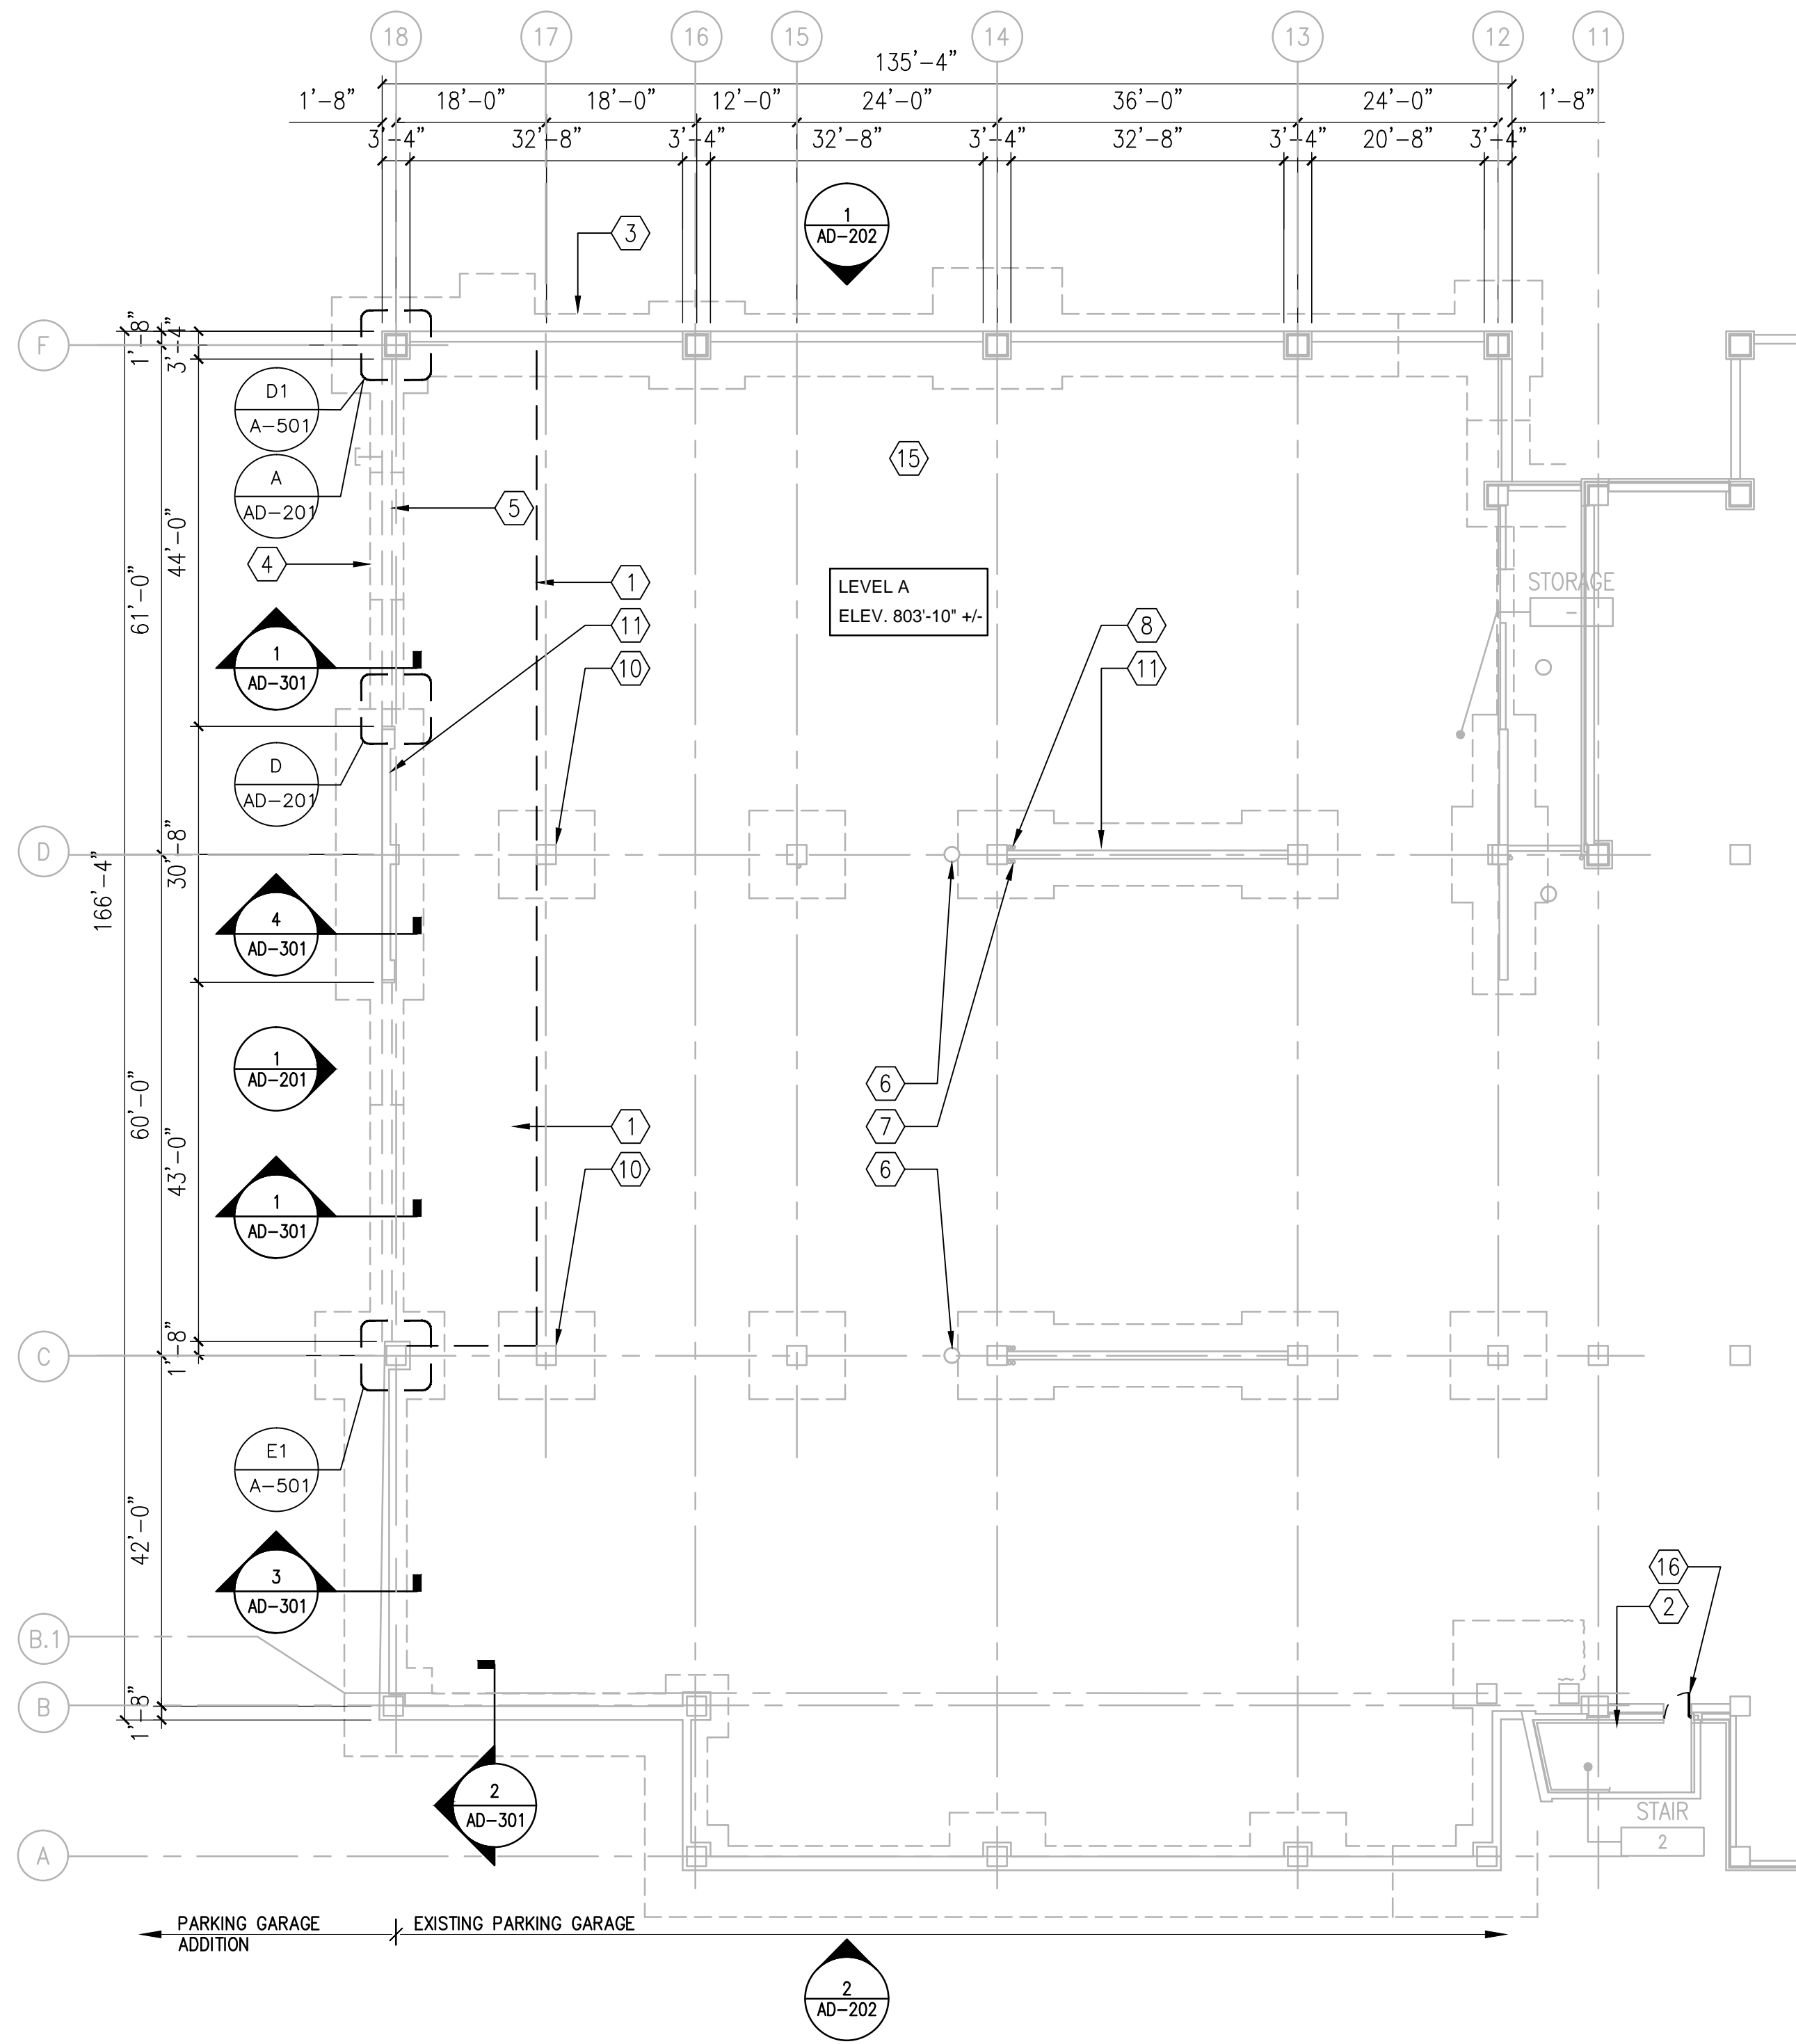 18
17
16
15
14
13
12
11
135'-4"
1'-8"
18'-0"
18'-0"
12'-0"
24'-0"
36'-0"
24'-0"
1'-8"
3'-4"
32'-8"
3'-4"
32'-8"
3'-4"
32'-8"
3'-4"
20'-8"
3'-4"
3
1
AD-202
F
1'-8"
3'-4"
D1
A-501
A
AD-201
15
5
4
44'-0"
61'-0"
1
11
10
LEVEL A
ELEV. 803'-10" +/-
8
11
STORAGE
-
1
AD-301
D
AD-201
D
30'-8"
166'-4"
4
AD-301
1
AD-201
6
7
6
1
10
60'-0"
43'-0"
1
AD-301
C
1'-8"
E1
A-501
42'-0"
3
AD-301
16
2
B.1
B
1'-8"
2
AD-301
STAIR
2
A
PARKING GARAGE
ADDITION
EXISTING PARKING GARAGE
2
AD-202